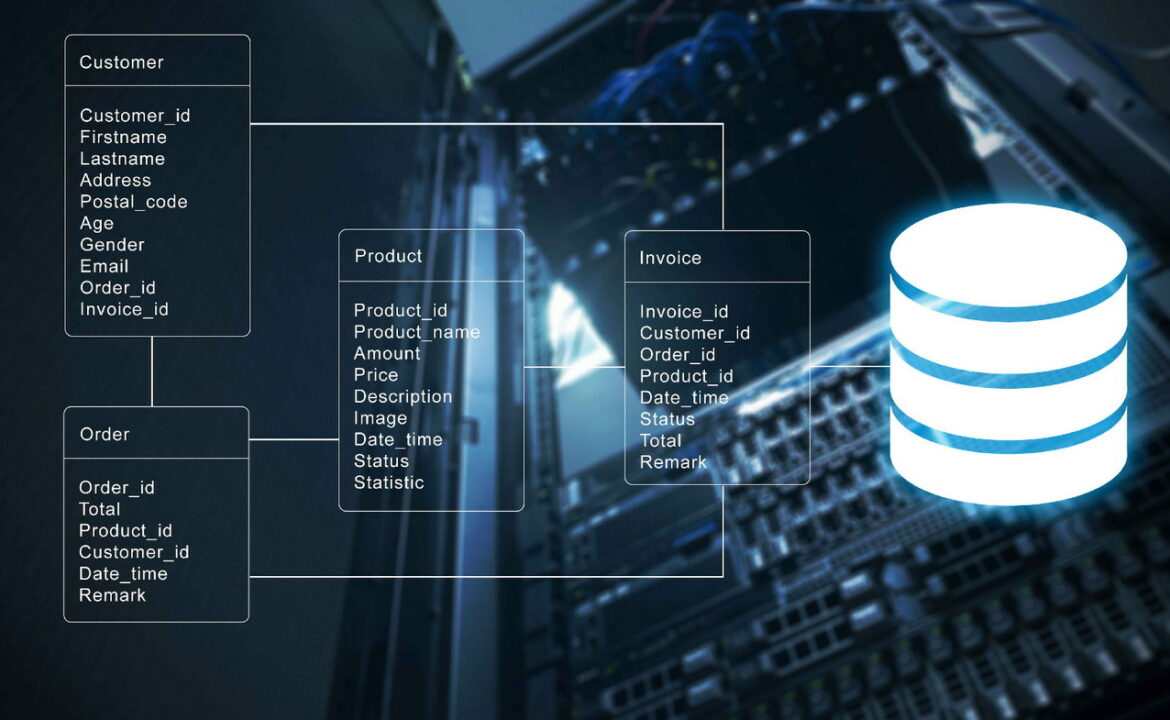 Customer
Customer_id
Firstname
Lastname
Address
Postal_code
Age
Gender
Email
Order_id
Invoice_id
Order
Order_id
Total
Product_id
Customer_id
Date_time
Remark
Product
Product_id
Product_name
Amount
Price
Description
Image
Date_time
Status
Statistic
Invoice
Invoice_id
Customer_id
Order_id
Product_id
Date_time
Status
Total
Remark